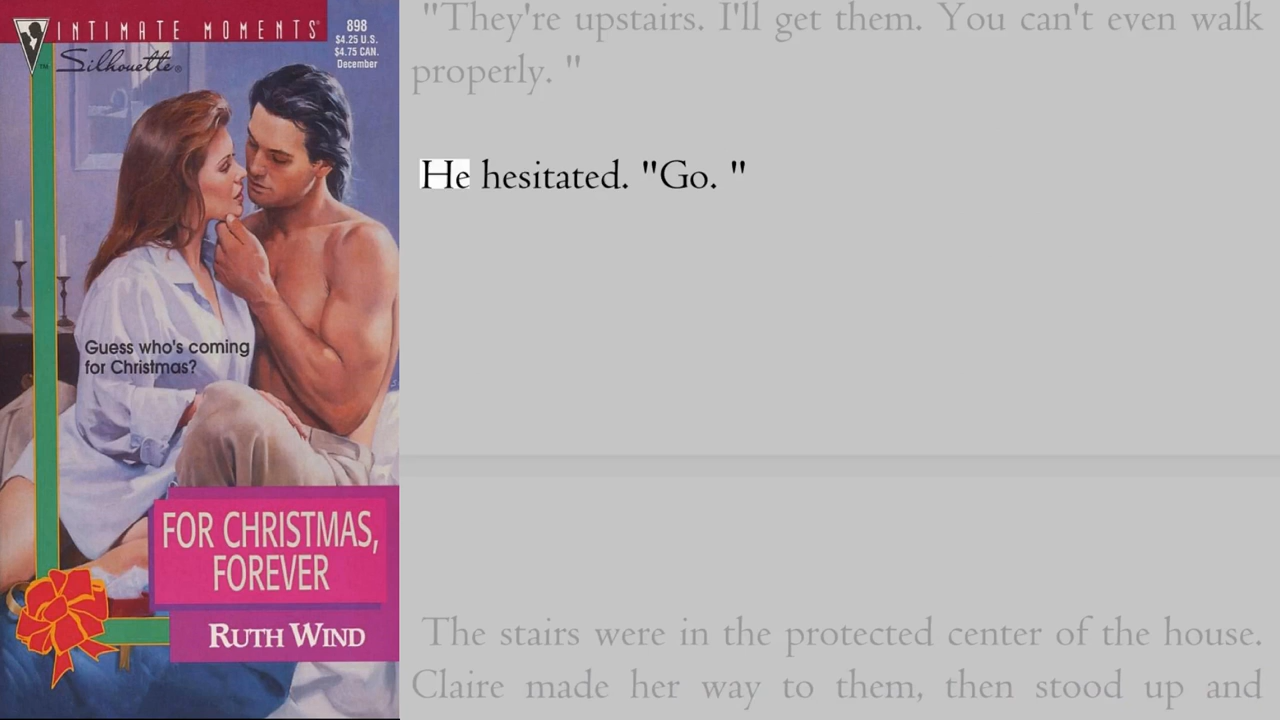 INTIMATE MOMENTS®
Silhouette®
898
$4.25 U.S.
$4.75 CAN.
December
TM
Guess who's coming
for Christmas?
FOR CHRISTMAS,
FOREVER
RUTH WIND
"They're upstairs. I'll get them. You can't even walk
properly. "
He hesitated. "Go. "
The stairs were in the protected center of the house.
Claire made her way to them, then stood up and